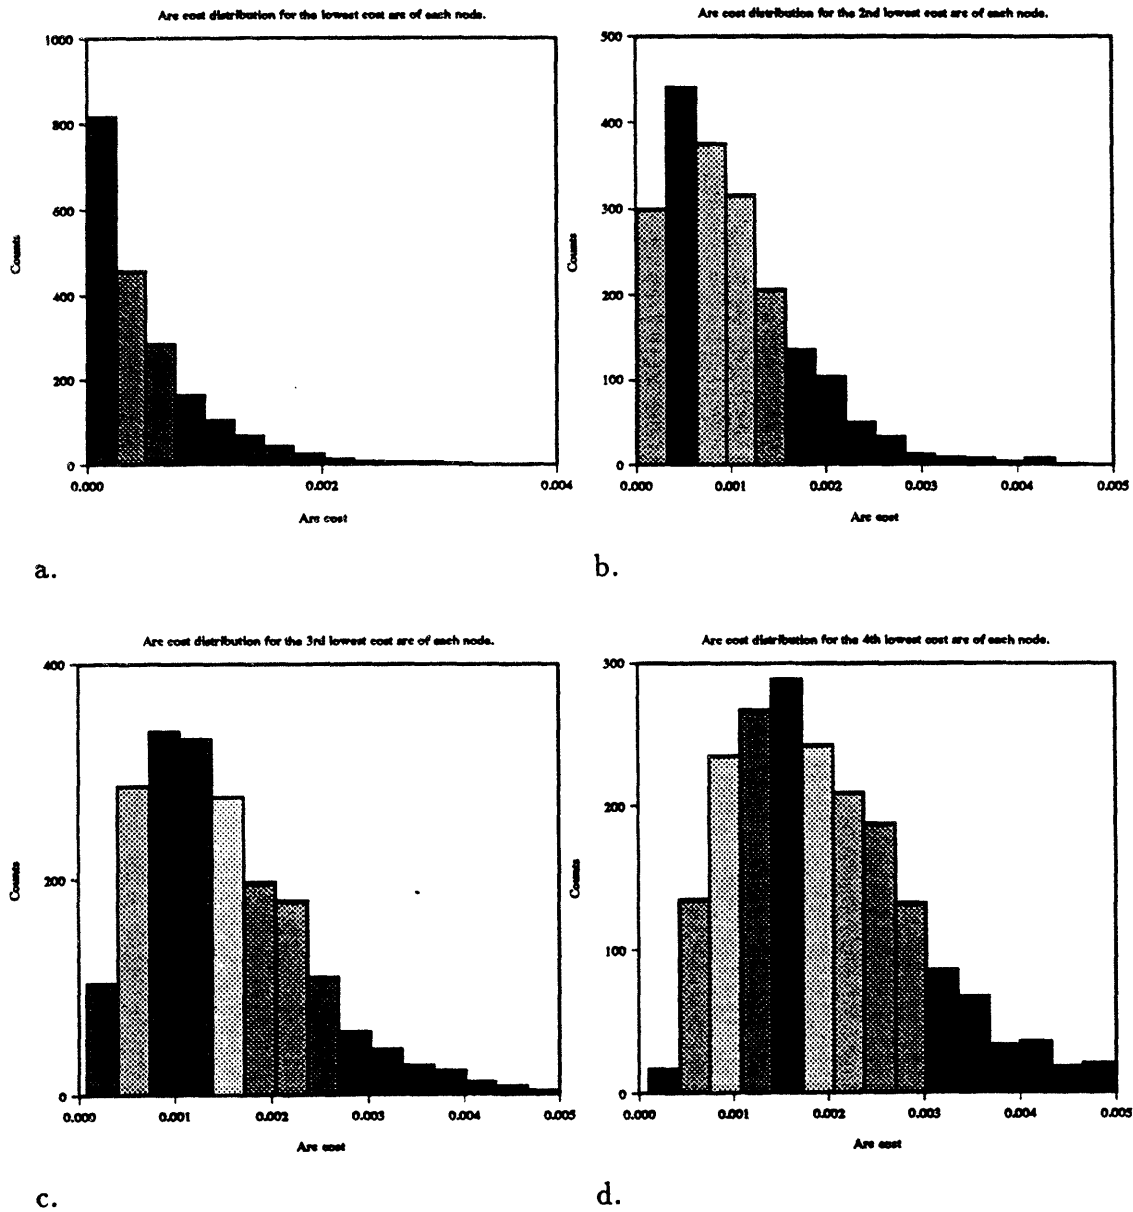 Arc cost distribution for the lowest cost arc of each node.
1000
800
600
400
200
0
Counts
0.000 0.002 0.004
Arc cost
a.
Arc cost distribution for the 2nd lowest cost arc of each node.
500
400
300
200
100
0
Counts
0.000 0.001 0.002 0.003 0.004 0.005
Arc cost
b.
Arc cost distribution for the 3rd lowest cost arc of each node.
400
200
0
Counts
0.000 0.001 0.002 0.003 0.004 0.005
Arc cost
c.
Arc cost distribution for the 4th lowest cost arc of each node.
300
200
100
0
Counts
0.000 0.001 0.002 0.003 0.004 0.005
Arc cost
d.